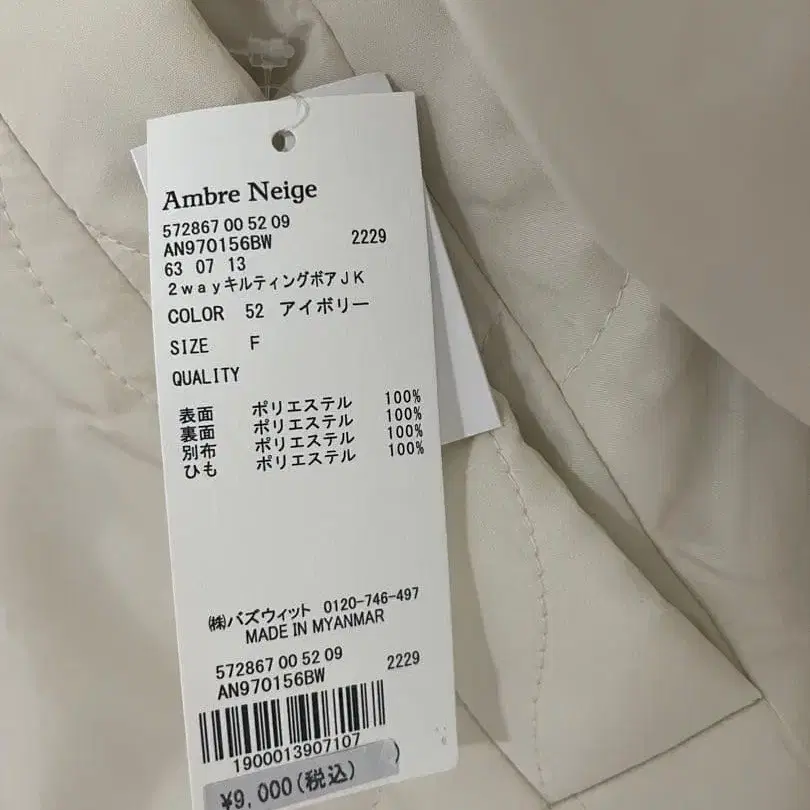 Ambre Neige
572867 00 52 09
AN970156BW 2229
63 07 13
2wayキルティングボアJK
COLOR 52 アイボリー
SIZE F
QUALITY
表面 ポリエステル 100%
裏面 ポリエステル 100%
別布 ポリエステル 100%
ひも ポリエステル 100%
㈱バズウィット 0120-746-497
MADE IN MYANMAR
572867 00 52 09
AN970156BW 2229
1900013907107
¥9,000(税込)